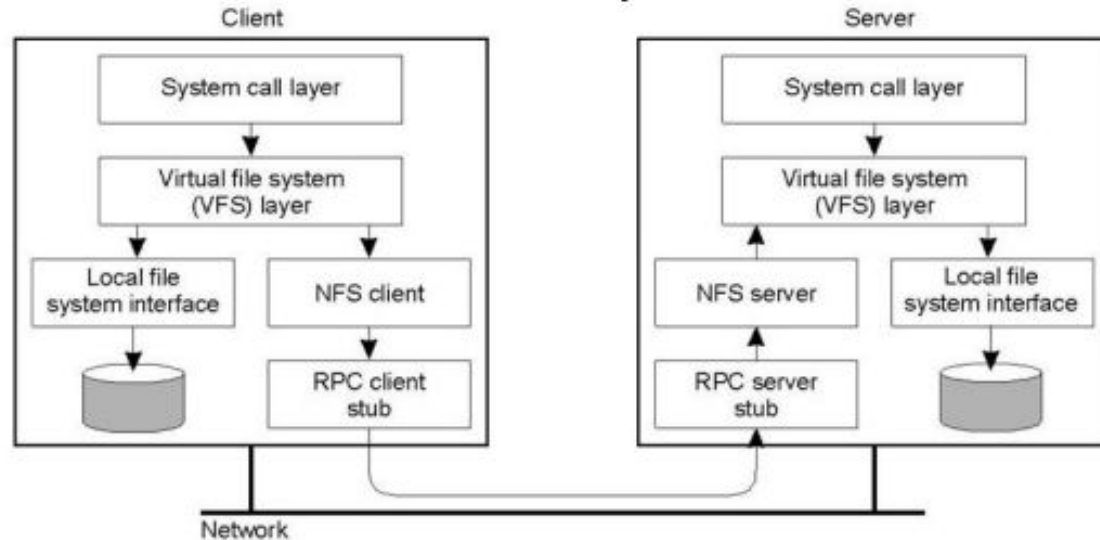 Client
System call layer
Virtual file system
(VFS) layer
Local file
system interface
NFS client
RPC client
stub
Server
System call layer
Virtual file system
(VFS) layer
NFS server
Local file
system interface
RPC server
stub
Network